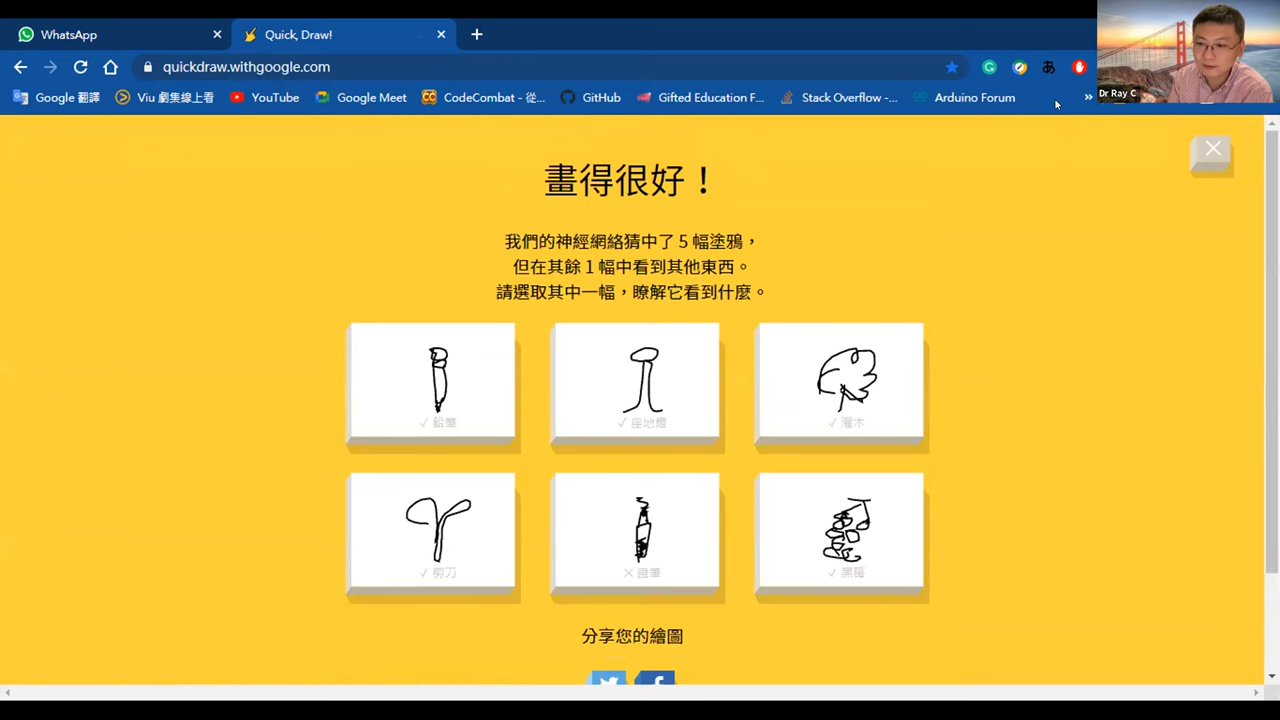 WhatsApp
Quick, Draw!
quickdraw.withgoogle.com
Google 翻譯
Viu 劇集線上看
YouTube
Google Meet
CodeCombat - 從...
GitHub
Gifted Education F...
Stack Overflow -...
Arduino Forum
»
Dr Ray C
畫得很好！
我們的神經網絡猜中了 5 幅塗鴉，
但在其餘 1 幅中看到其他東西。
請選取其中一幅，瞭解它看到什麼。
✓ 鉛筆
✓ 座地燈
✓ 灌木
✓ 剪刀
✕ 蠟筆
✓ 黑莓
分享您的繪圖